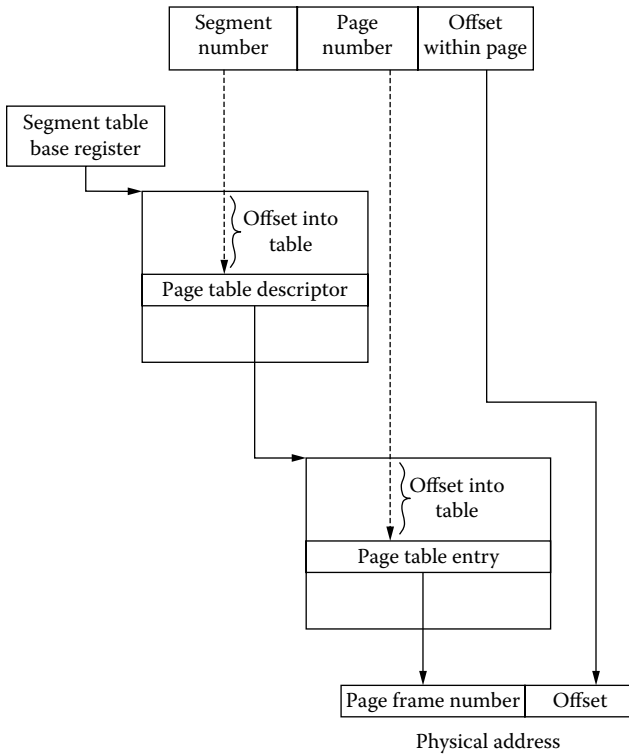 Segment
number
Page
number
Offset
within page
Segment table
base register
Offset into
table
Page table descriptor
Offset into
table
Page table entry
Page frame number
Offset
Physical address